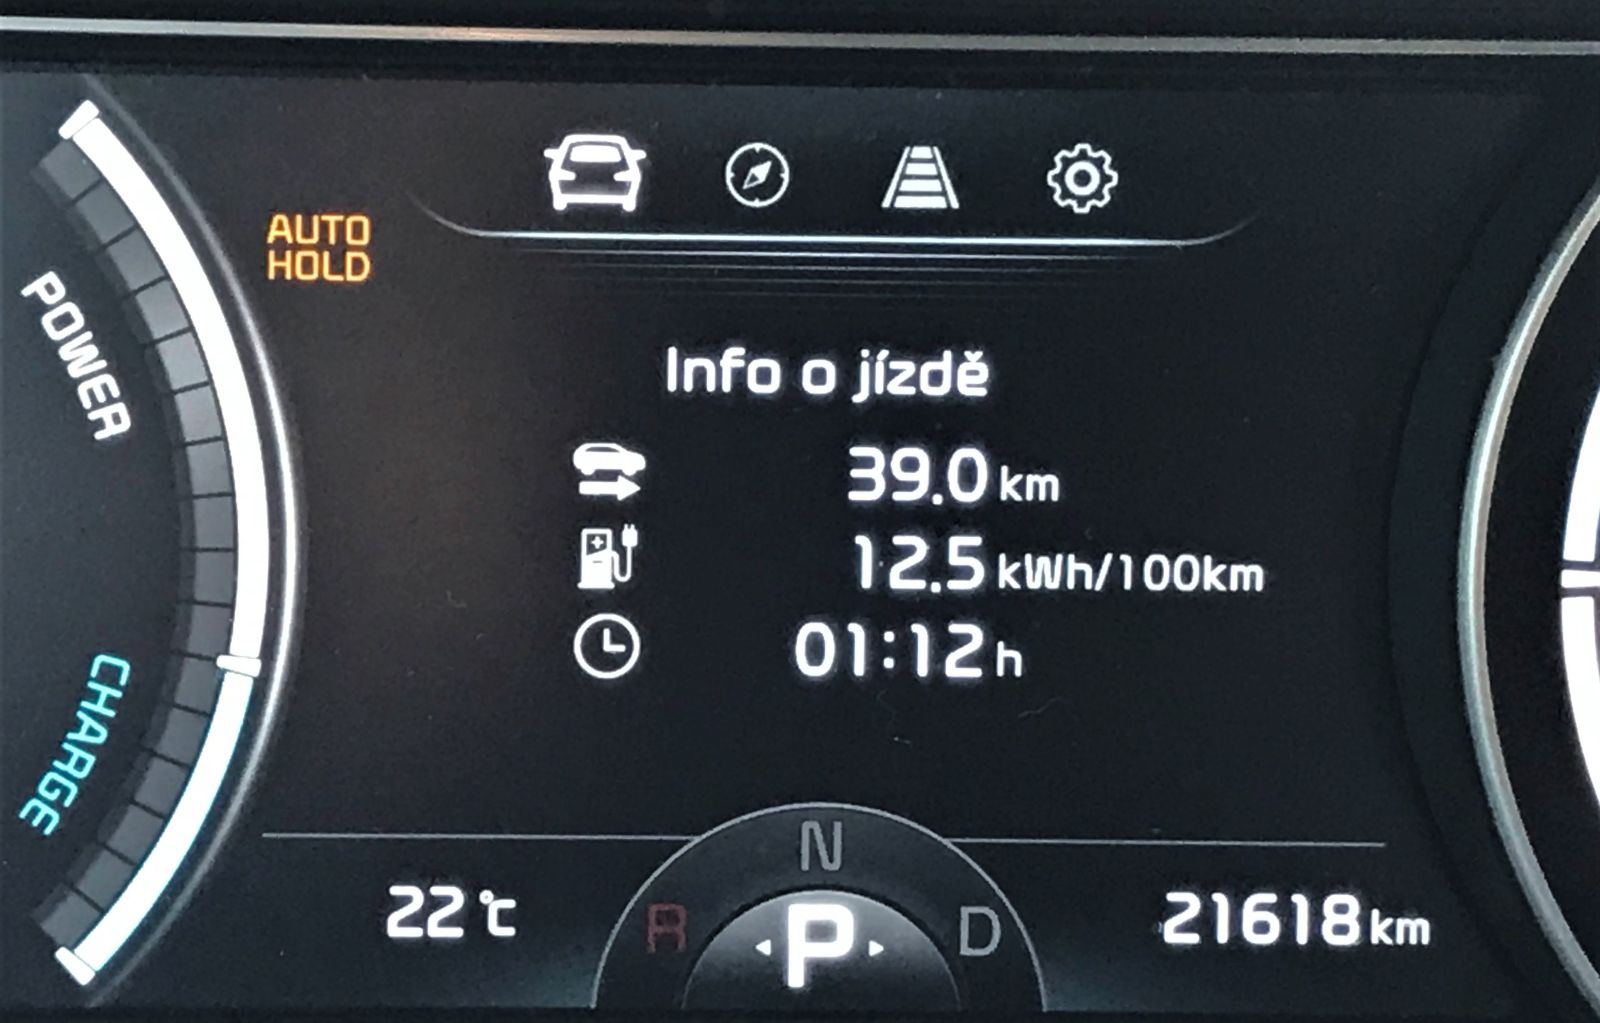 AUTO
HOLD
POWER
Info o jízdě
39.0 km
12.5 kWh/100km
01:12 h
CHARGE
N
22 °C
R
P
D
21618 km